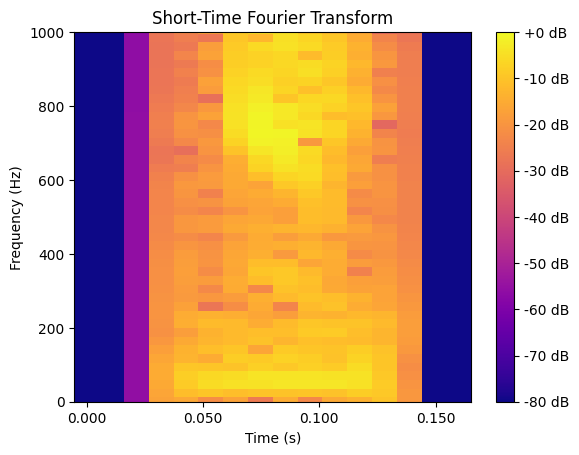 Short-Time Fourier Transform
1000
800
600
400
200
0
Frequency (Hz)
0.000
0.050
0.100
0.150
Time (s)
+0 dB
-10 dB
-20 dB
-30 dB
-40 dB
-50 dB
-60 dB
-70 dB
-80 dB